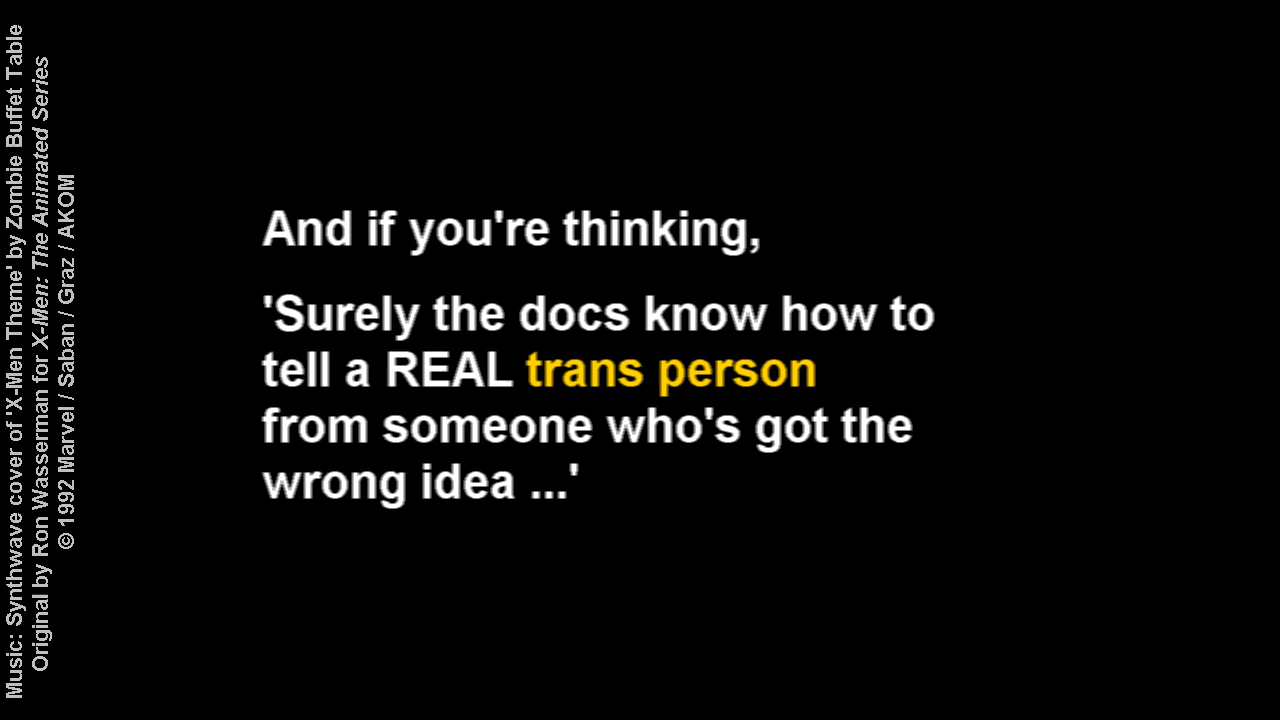 Music: Synthwave cover of 'X-Men Theme' by Zombie Buffet Table
Original by Ron Wasserman for X-Men: The Animated Series
© 1992 Marvel / Saban / Graz / AKOM
And if you're thinking,
'Surely the docs know how to
tell a REAL trans person
from someone who's got the
wrong idea ...'